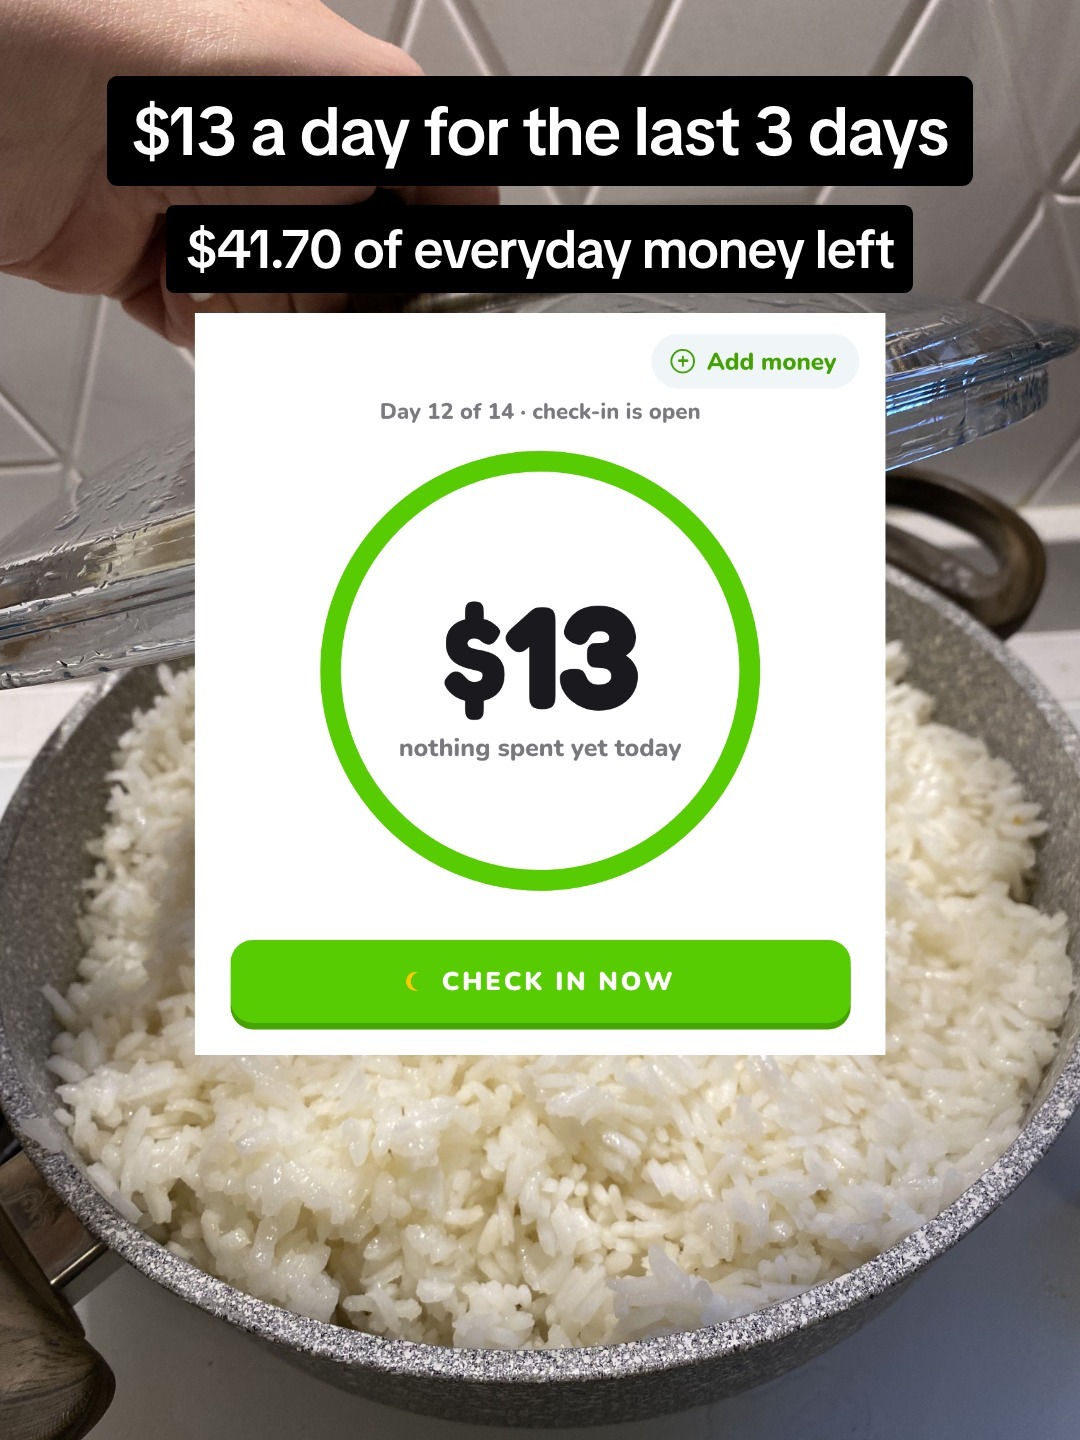 $13 a day for the last 3 days
$41.70 of everyday money left
Add money
Day 12 of 14 · check-in is open
$13
nothing spent yet today
CHECK IN NOW